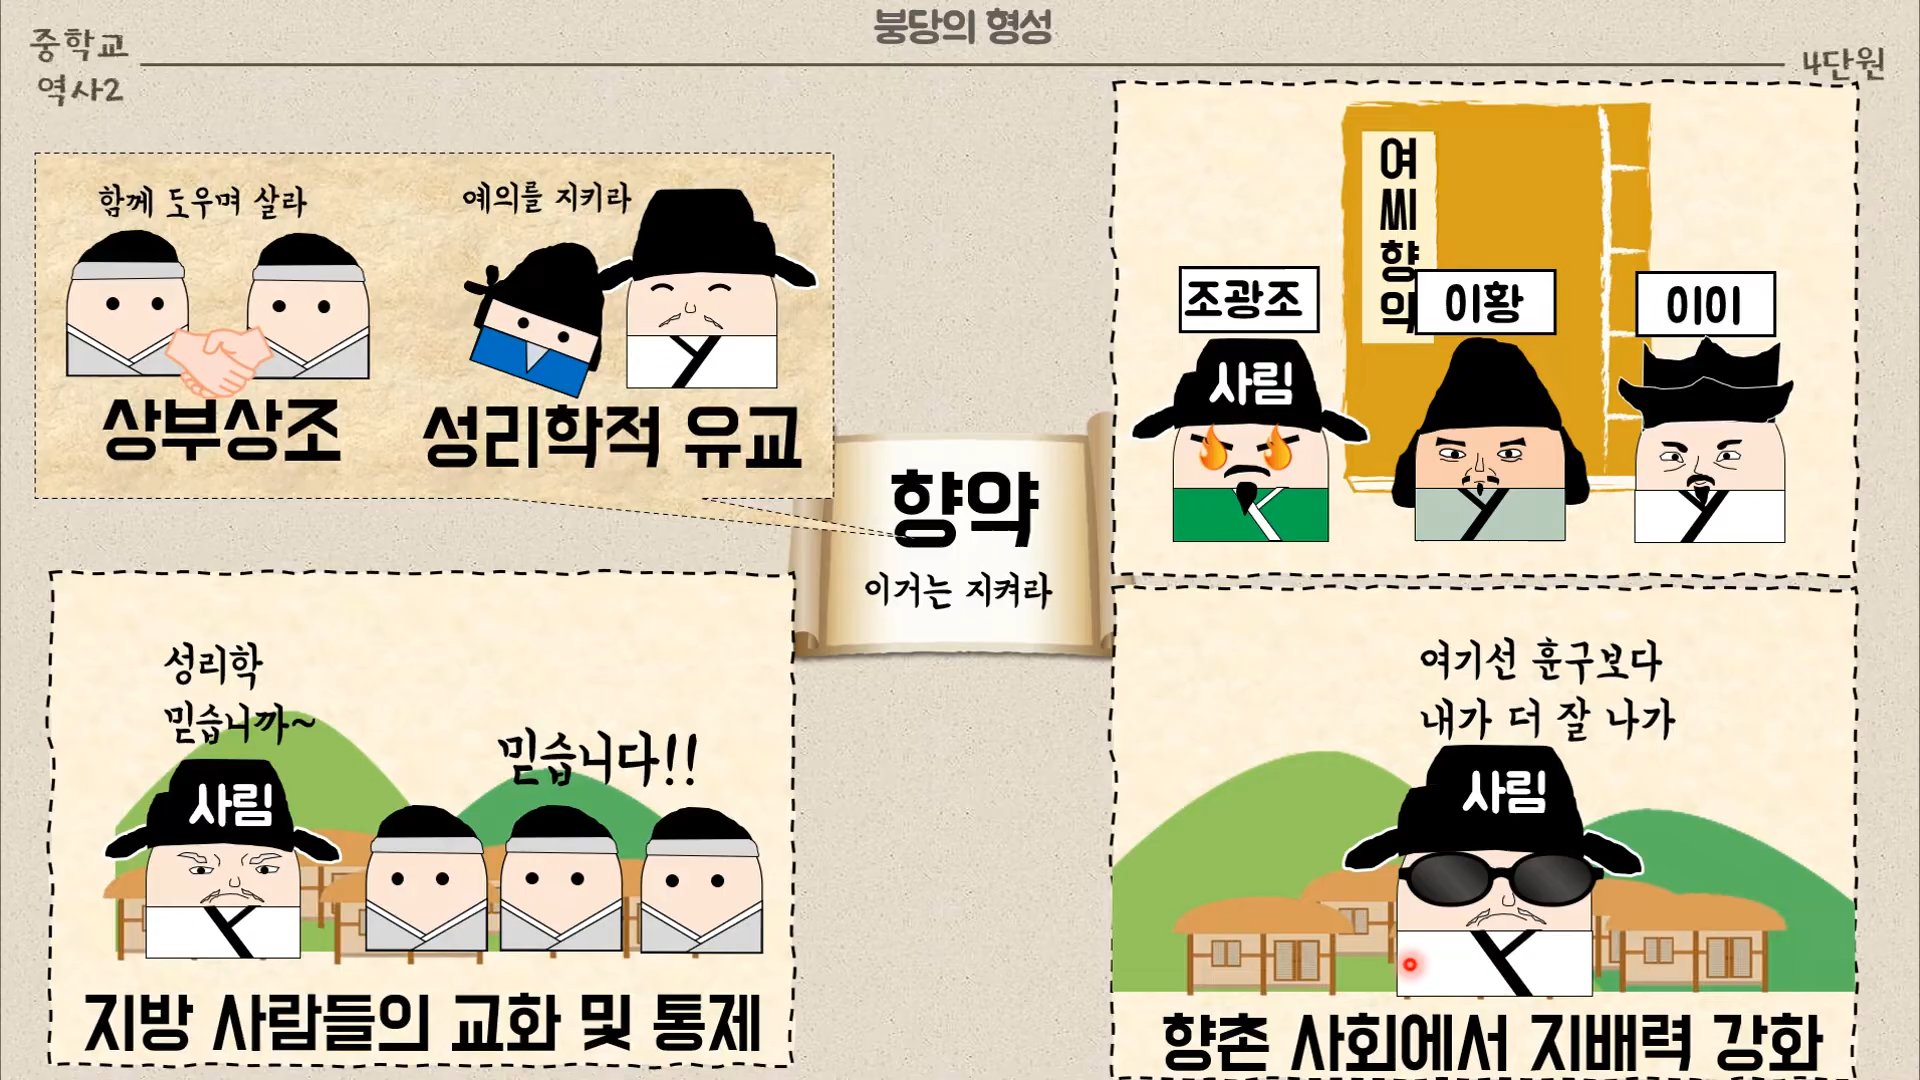 붕당의 형성
중학교
역사2
4단원
함께 도우며 살라
예의를 지키라
상부상조
성리학적 유교
향약
이거는 지켜라
여씨향약
조광조
이황
이이
사림
성리학
믿습니까~
믿습니다!!
사림
지방 사람들의 교화 및 통제
여기선 훈구보다
내가 더 잘 나가
사림
향촌 사회에서 지배력 강화